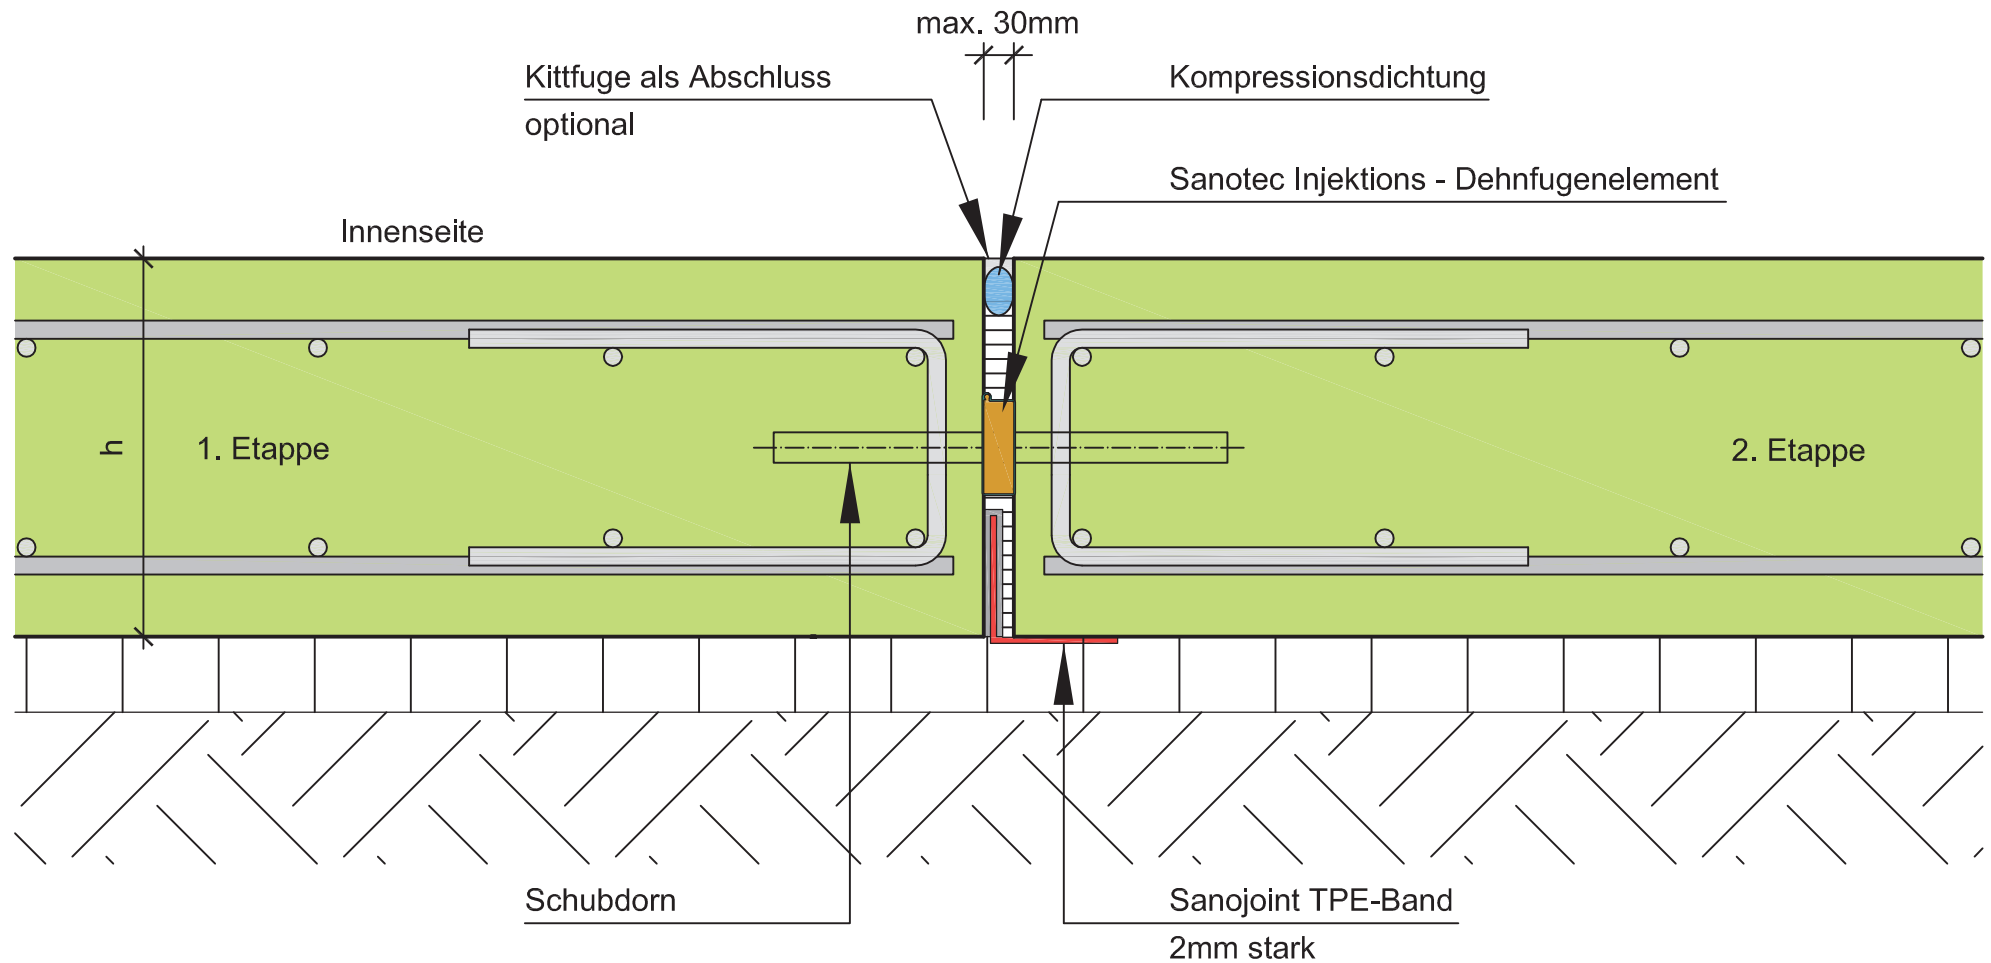 max. 30mm
Kittfuge als Abschluss
optional
Kompressionsdichtung
Sanotec Injektions - Dehnfugenelement
Innenseite
h
1. Etappe
2. Etappe
Schubdorn
Sanojoint TPE-Band
2mm stark